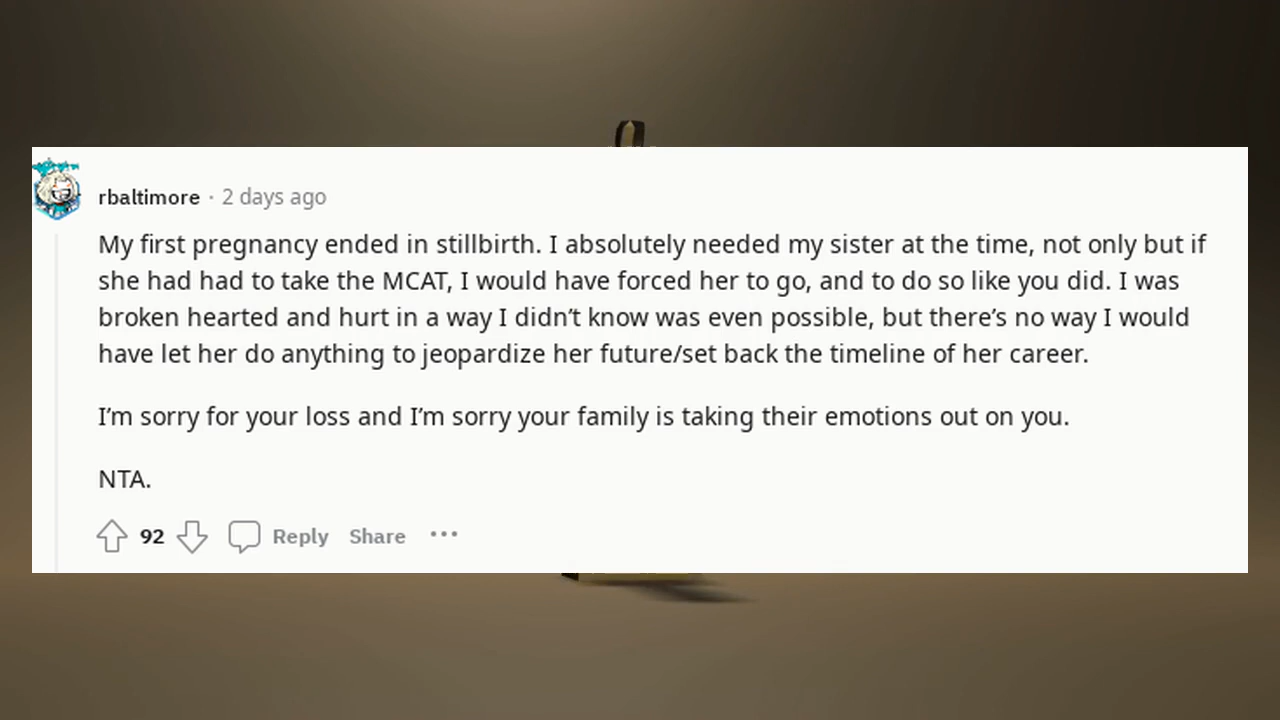 rbaltimore · 2 days ago
My first pregnancy ended in stillbirth. I absolutely needed my sister at the time, not only but if
she had had to take the MCAT, I would have forced her to go, and to do so like you did. I was
broken hearted and hurt in a way I didn’t know was even possible, but there’s no way I would
have let her do anything to jeopardize her future/set back the timeline of her career.
I’m sorry for your loss and I’m sorry your family is taking their emotions out on you.
NTA.
92 Reply Share •••